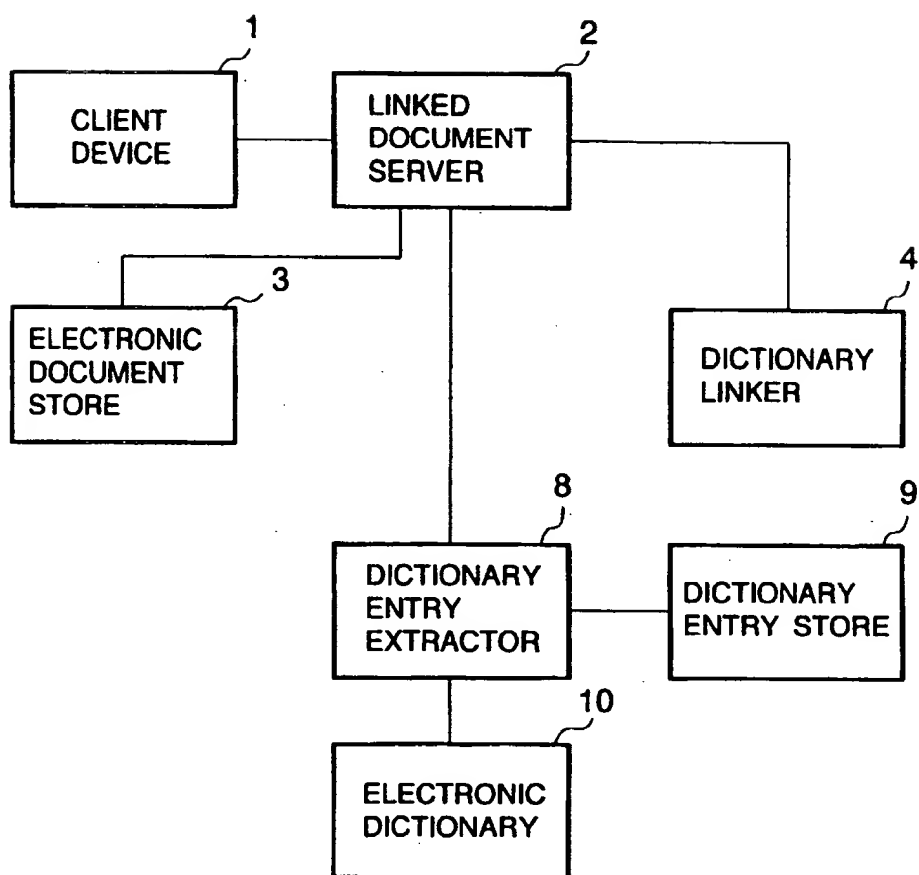 1
2
CLIENT
DEVICE
LINKED
DOCUMENT
SERVER
3
4
ELECTRONIC
DOCUMENT
STORE
DICTIONARY
LINKER
8
9
DICTIONARY
ENTRY
EXTRACTOR
DICTIONARY
ENTRY STORE
10
ELECTRONIC
DICTIONARY